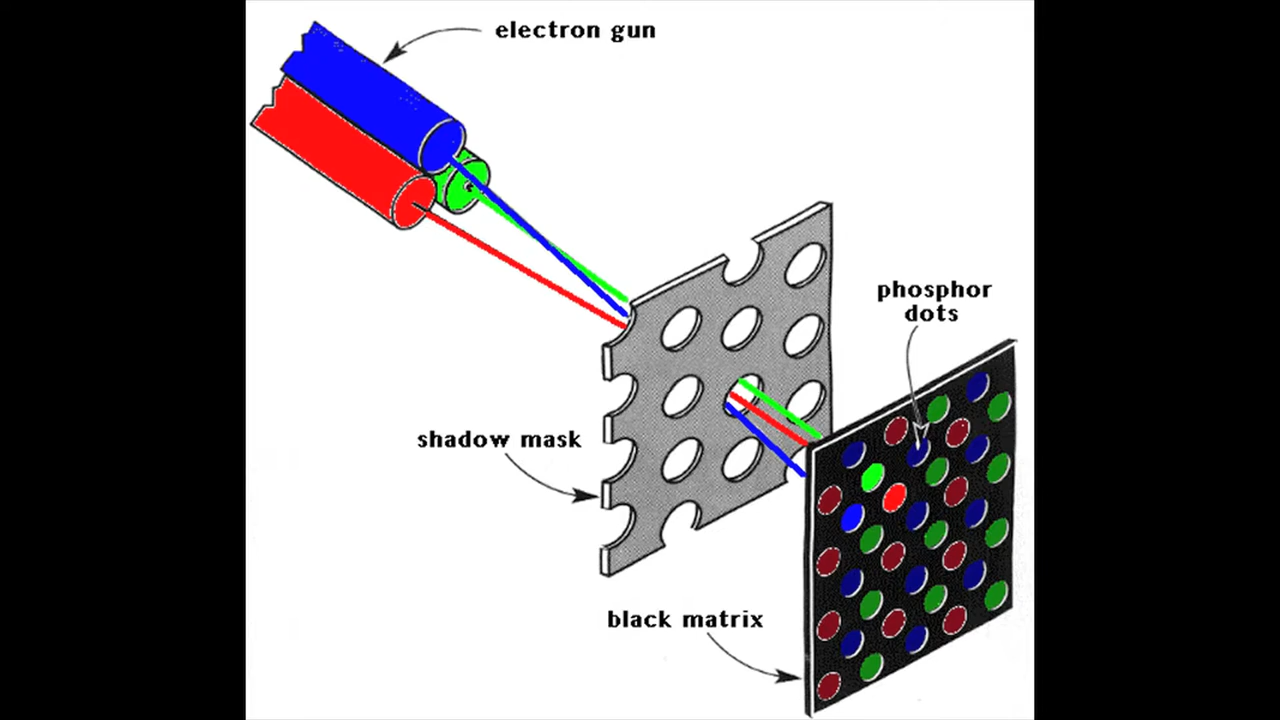 electron gun
phosphor
dots
shadow mask
black matrix